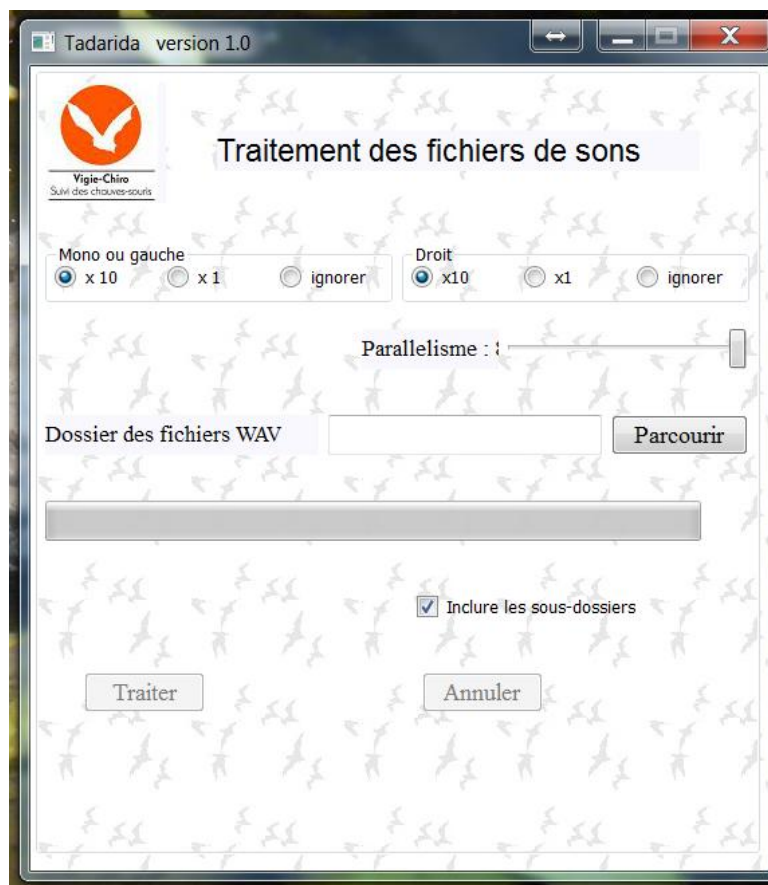 Tadarida version 1.0
Vigie-Chiro
Suivi des chauves-souris
Traitement des fichiers de sons
Mono ou gauche
x 10 x 1 ignorer
Droit
x10 x1 ignorer
Parallelisme :
Dossier des fichiers WAV
Parcourir
Inclure les sous-dossiers
Traiter
Annuler